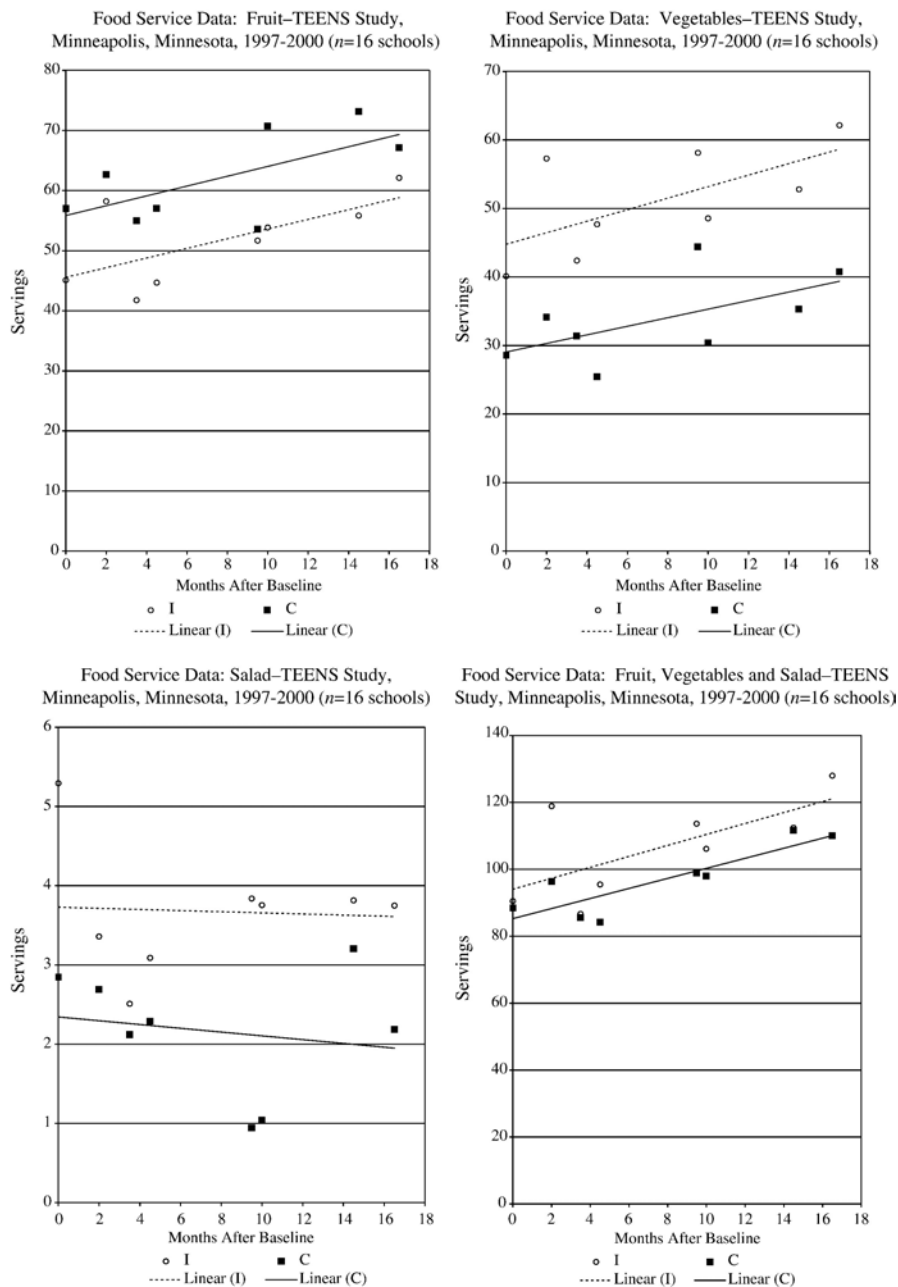 Food Service Data: Fruit–TEENS Study,
Minneapolis, Minnesota, 1997-2000 (n=16 schools)
80
70
60
50
40
30
20
10
0
Servings
0 2 4 6 8 10 12 14 16 18
Months After Baseline
I C
Linear (I) Linear (C)
Food Service Data: Vegetables–TEENS Study,
Minneapolis, Minnesota, 1997-2000 (n=16 schools)
70
60
50
40
30
20
10
0
Servings
0 2 4 6 8 10 12 14 16 18
Months After Baseline
I C
Linear (I) Linear (C)
Food Service Data: Salad–TEENS Study,
Minneapolis, Minnesota, 1997-2000 (n=16 schools)
6
5
4
3
2
1
0
Servings
0 2 4 6 8 10 12 14 16 18
Months After Baseline
I C
Linear (I) Linear (C)
Food Service Data: Fruit, Vegetables and Salad–TEENS
Study, Minneapolis, Minnesota, 1997-2000 (n=16 schools)
140
120
100
80
60
40
20
0
Servings
0 2 4 6 8 10 12 14 16 18
Months After Baseline
I C
Linear (I) Linear (C)